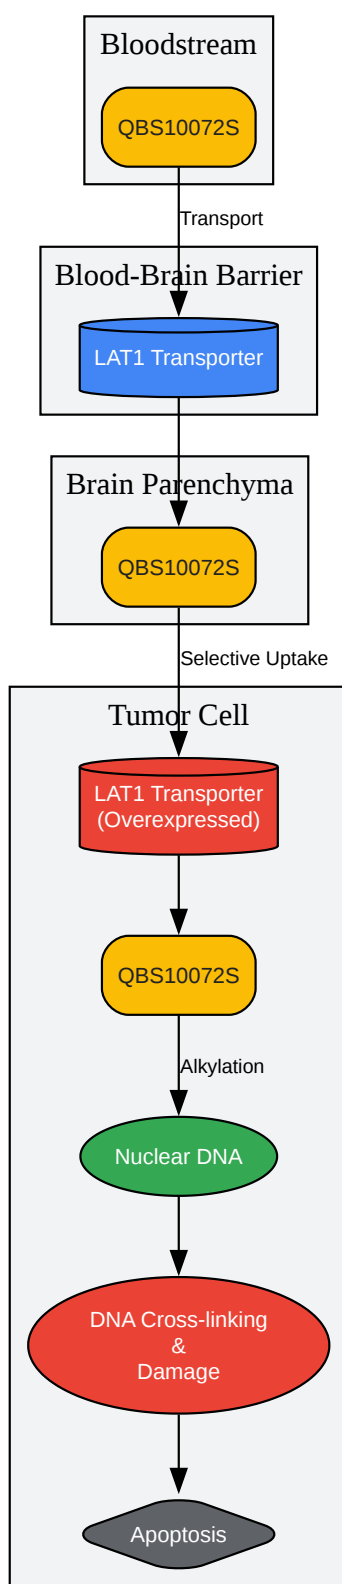 Bloodstream
QBS10072S
Transport
Blood-Brain Barrier
LAT1 Transporter
Brain Parenchyma
QBS10072S
Selective Uptake
Tumor Cell
LAT1 Transporter
(Overexpressed)
QBS10072S
Alkylation
Nuclear DNA
DNA Cross-linking
&
Damage
Apoptosis